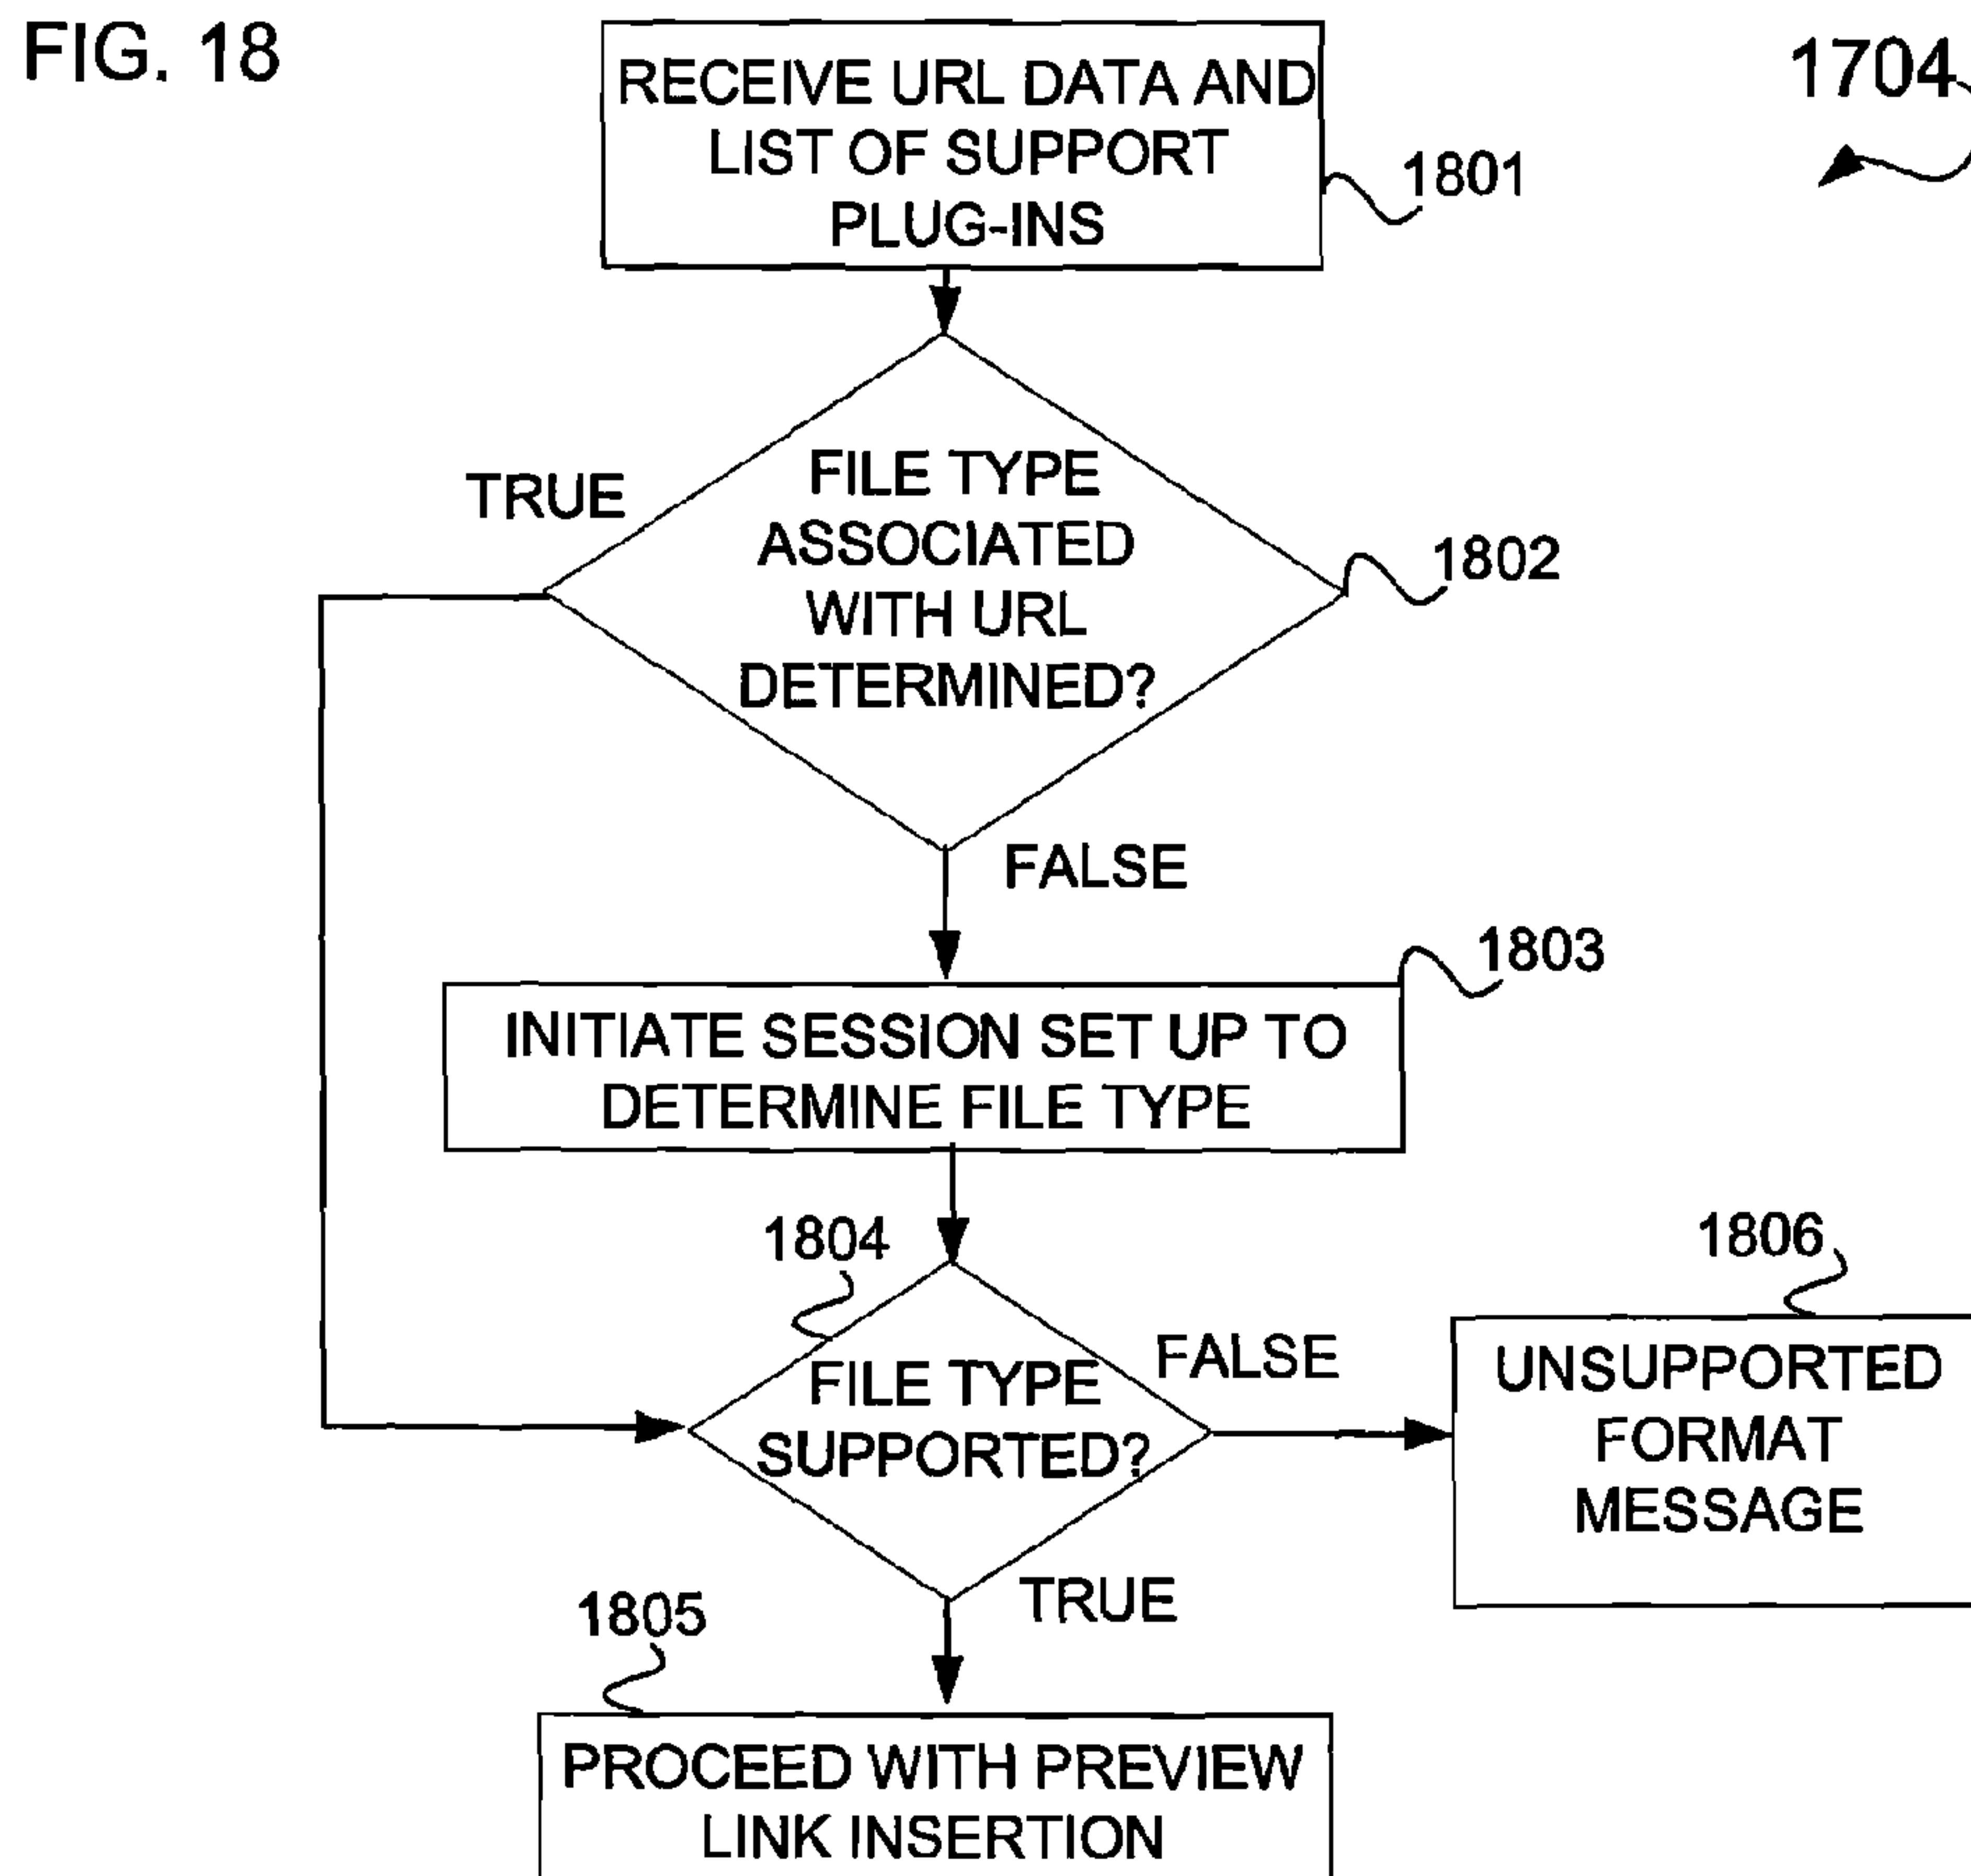 FIG. 18
1704
RECEIVE URL DATA AND
LIST OF SUPPORT
PLUG-INS
1801
TRUE
FILE TYPE
ASSOCIATED
WITH URL
DETERMINED?
1802
FALSE
1803
INITIATE SESSION SET UP TO
DETERMINE FILE TYPE
1804
FILE TYPE
SUPPORTED?
FALSE
1806
UNSUPPORTED
FORMAT
MESSAGE
TRUE
1805
PROCEED WITH PREVIEW
LINK INSERTION